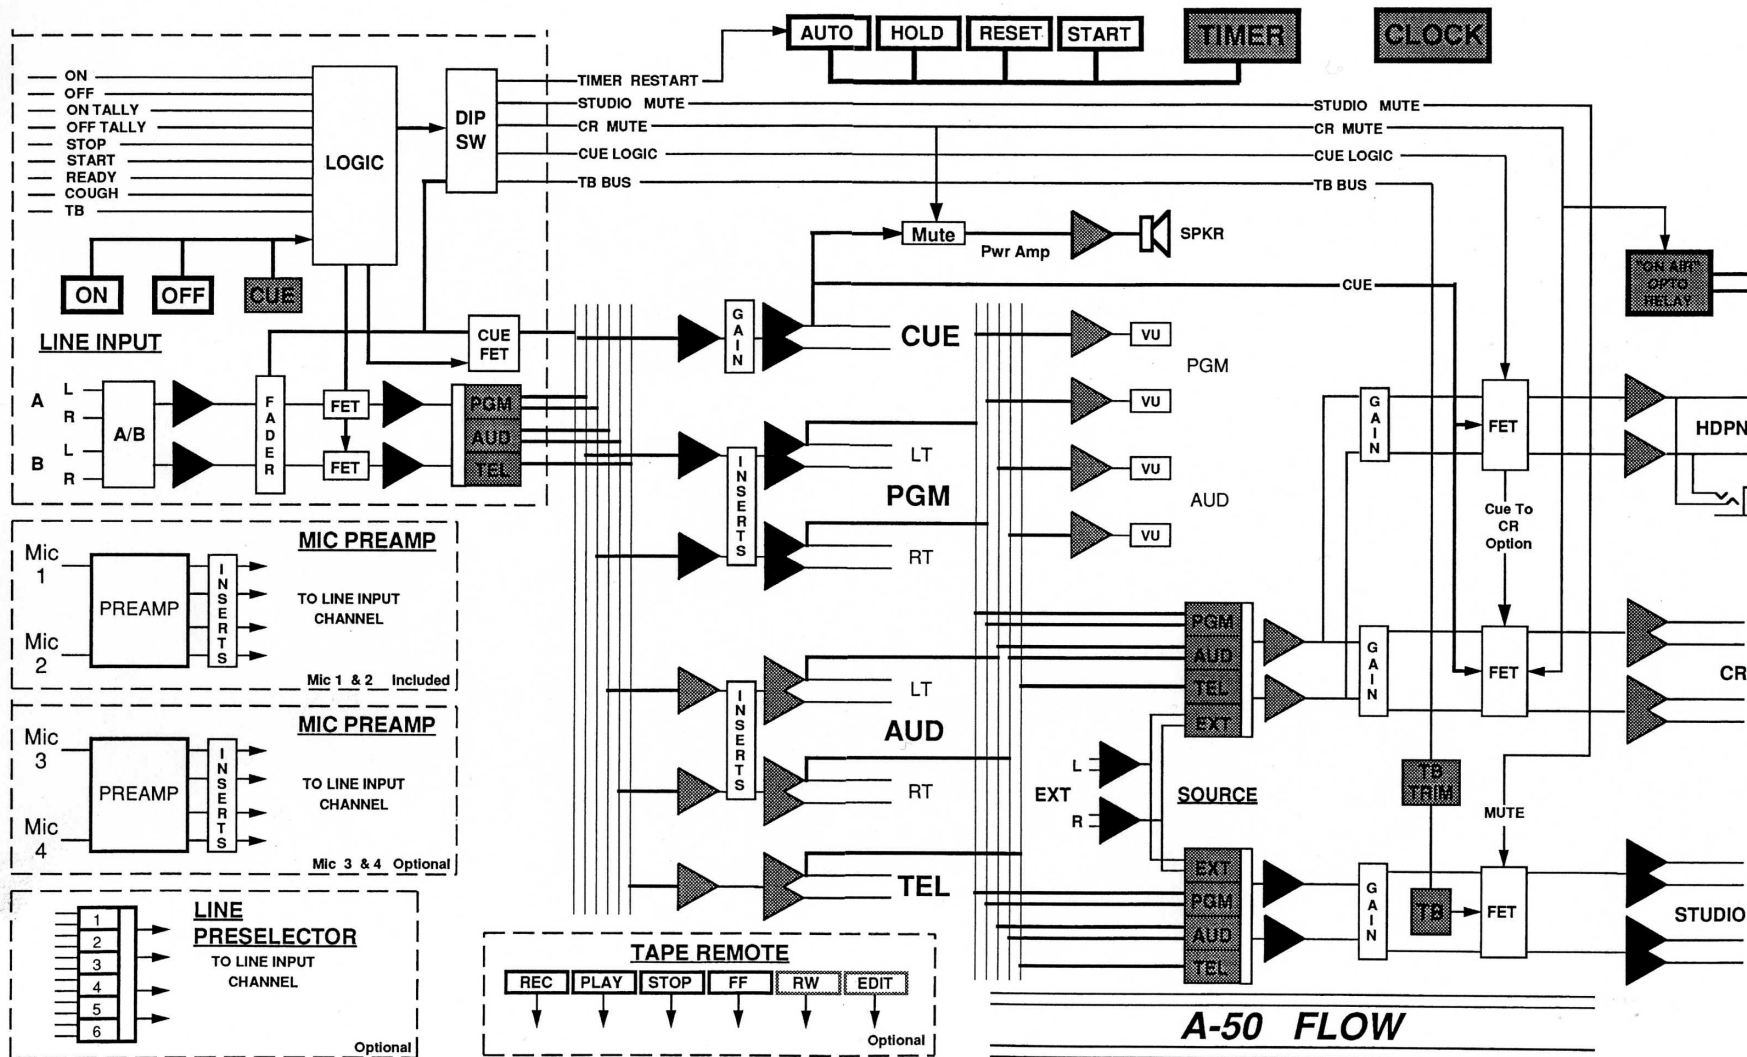 AUTO
HOLD
RESET
START
TIMER
CLOCK
ON
OFF
ON TALLY
OFF TALLY
STOP
START
READY
COUGH
TB
LOGIC
DIP
SW
TIMER RESTART
STUDIO MUTE
CR MUTE
CUE LOGIC
TB BUS
STUDIO MUTE
CR MUTE
CUE LOGIC
TB BUS
Mute
Pwr Amp
SPKR
"ON AIR"
OPTO
RELAY
ON
OFF
CUE
CUE
LINE INPUT
CUE
FET
GAIN
CUE
VU
PGM
VU
VU
AUD
VU
A
L
R
B
L
R
A/B
FADER
FET
FET
PGM
AUD
TEL
INSERTS
LT
PGM
RT
GAIN
FET
HDPN
Cue To
CR
Option
MIC PREAMP
Mic
1
Mic
2
PREAMP
INSERTS
TO LINE INPUT
CHANNEL
Mic 1 & 2 Included
PGM
AUD
TEL
EXT
GAIN
FET
CR
MIC PREAMP
Mic
3
Mic
4
PREAMP
INSERTS
TO LINE INPUT
CHANNEL
Mic 3 & 4 Optional
INSERTS
LT
AUD
RT
EXT
L
R
SOURCE
TB
TRIM
MUTE
TEL
EXT
PGM
AUD
TEL
GAIN
TB
FET
STUDIO
LINE
PRESELECTOR
TO LINE INPUT
CHANNEL
1
2
3
4
5
6
Optional
TAPE REMOTE
REC
PLAY
STOP
FF
RW
EDIT
Optional
A-50 FLOW